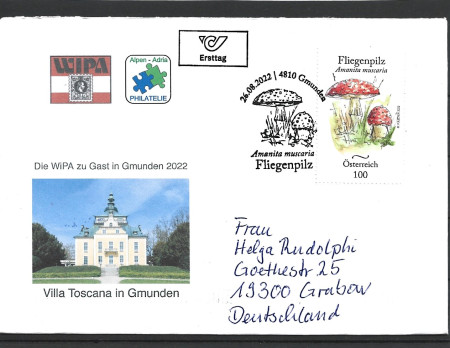 WIPA
Alpen - Adria
PHILATELIE
Ersttag
26.08.2022 | 4810 Gmunden
Amanita muscaria
Fliegenpilz
Fliegenpilz
Amanita muscaria
Österreich
100
Die WIPA zu Gast in Gmunden 2022
Villa Toscana in Gmunden
Frau
Helga Rudolphi
Goethestr 25
19300 Grabow
Deutschland